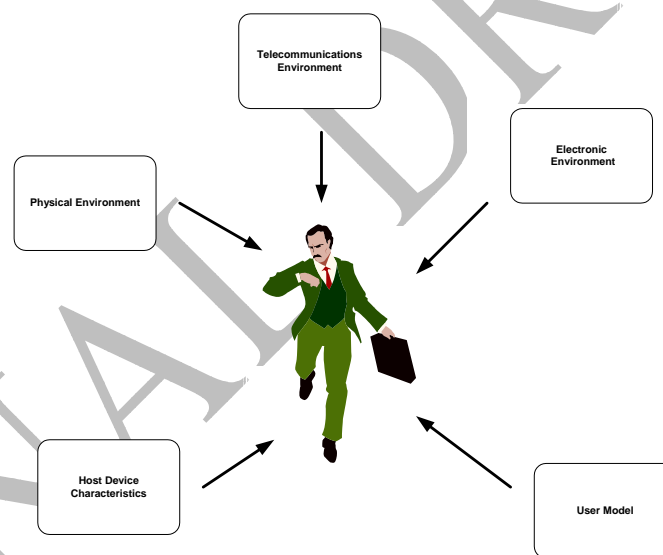 Telecommunications
Environment
Electronic
Environment
Physical Environment
Host Device
Characteristics
User Model